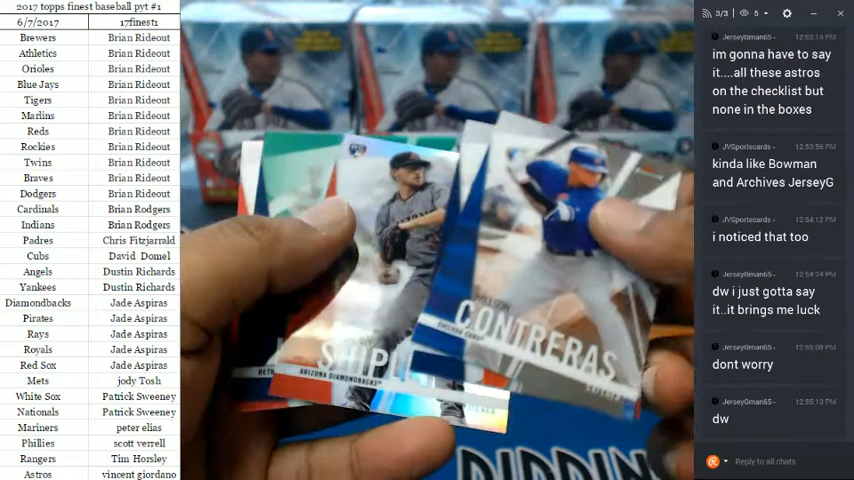 2017 topps finest baseball pyt #1
6/7/2017 17finest1
Brewers Brian Rideout
Athletics Brian Rideout
Orioles Brian Rideout
Blue Jays Brian Rideout
Tigers Brian Rideout
Marlins Brian Rideout
Reds Brian Rideout
Rockies Brian Rideout
Twins Brian Rideout
Braves Brian Rideout
Dodgers Brian Rideout
Cardinals Brian Rodgers
Indians Brian Rodgers
Padres Chris Fitzjarrald
Cubs David Domel
Angels Dustin Richards
Yankees Dustin Richards
Diamondbacks Jade Aspiras
Pirates Jade Aspiras
Rays Jade Aspiras
Royals Jade Aspiras
Red Sox Jade Aspiras
Mets jody Tosh
White Sox Patrick Sweeney
Nationals Patrick Sweeney
Mariners peter elias
Phillies scott verrell
Rangers Tim Horsley
Astros vincent giordano
SHIPL
ARIZONA DIAMONDBACKS
PITCHER
CONTRERAS
CHICAGO CUBS
CATCHER
DETR
RIPPIN
3/3 5
JerseyGman65 - 12:53:15 PM
im gonna have to say
it....all these astros
on the checklist but
none in the boxes
JVSportscards - 12:53:56 PM
kinda like Bowman
and Archives JerseyG
JVSportscards - 12:54:12 PM
i noticed that too
JerseyGman65 - 12:54:24 PM
dw i just gotta say
it..it brings me luck
JerseyGman65 - 12:55:09 PM
dont worry
JerseyGman65 - 12:55:13 PM
dw
Reply to all chats